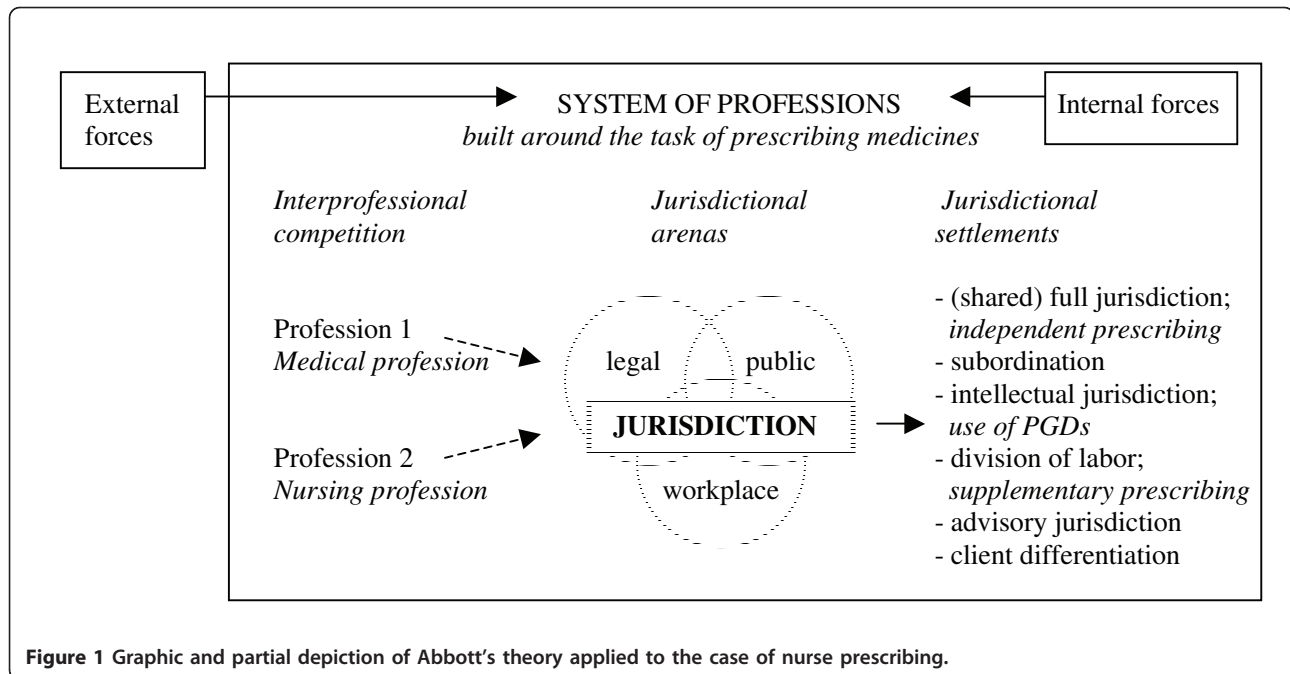 External
forces
SYSTEM OF PROFESSIONS
built around the task of prescribing medicines
Internal forces
Interprofessional
competition
Jurisdictional
arenas
Jurisdictional
settlements
Profession 1
Medical profession
Profession 2
Nursing profession
legal
public
JURISDICTION
workplace
- (shared) full jurisdiction;
independent prescribing
- subordination
- intellectual jurisdiction;
use of PGDs
- division of labor;
supplementary prescribing
- advisory jurisdiction
- client differentiation
Figure 1 Graphic and partial depiction of Abbott's theory applied to the case of nurse prescribing.